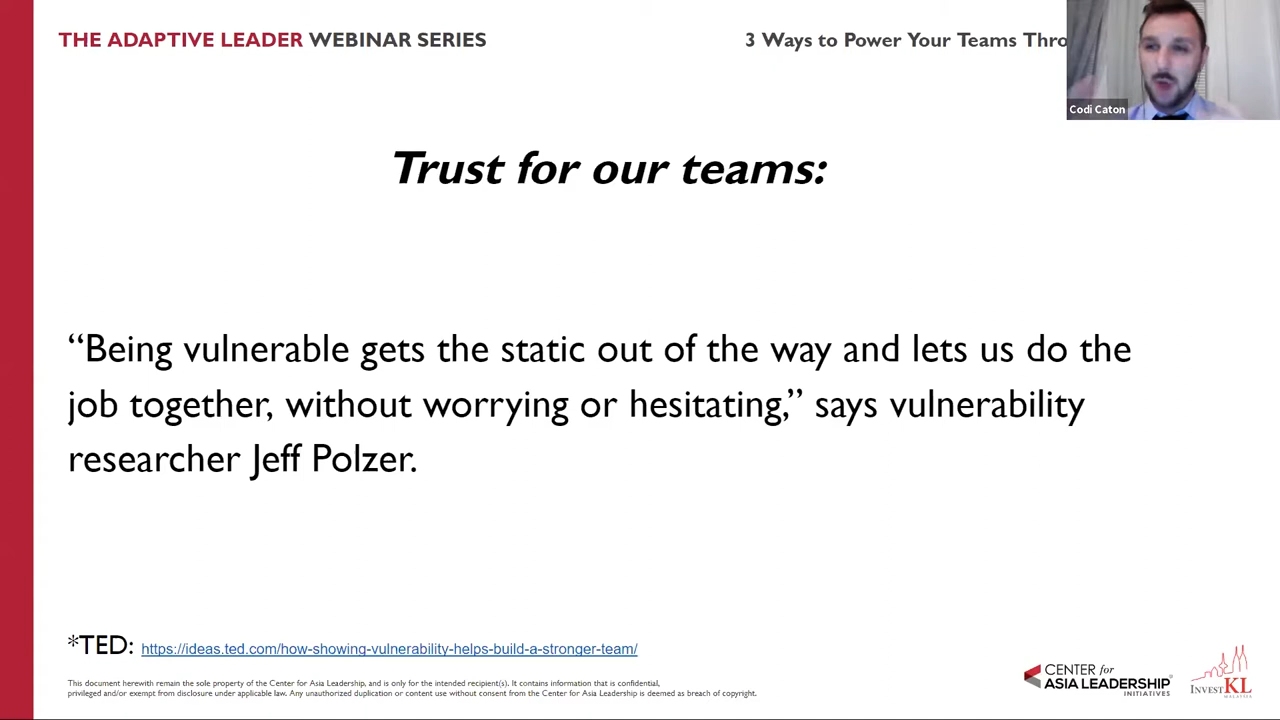 THE ADAPTIVE LEADER WEBINAR SERIES
3 Ways to Power Your Teams
Codi Caton
Trust for our teams:
“Being vulnerable gets the static out of the way and lets us do the
job together, without worrying or hesitating,” says vulnerability
researcher Jeff Polzer.
*TED: https://ideas.ted.com/how-showing-vulnerability-helps-build-a-stronger-team/
This document herewith remain the sole property of the Center for Asia Leadership, and is only for the intended recipient(s). It contains information that is confidential,
privileged and/or exempt from disclosure under applicable law. Any unauthorized duplication or content use without consent from the Center for Asia Leadership is deemed as breach of copyright.
CENTER for
ASIA LEADERSHIP
INITIATIVES
INVEST KL
MALAYSIA